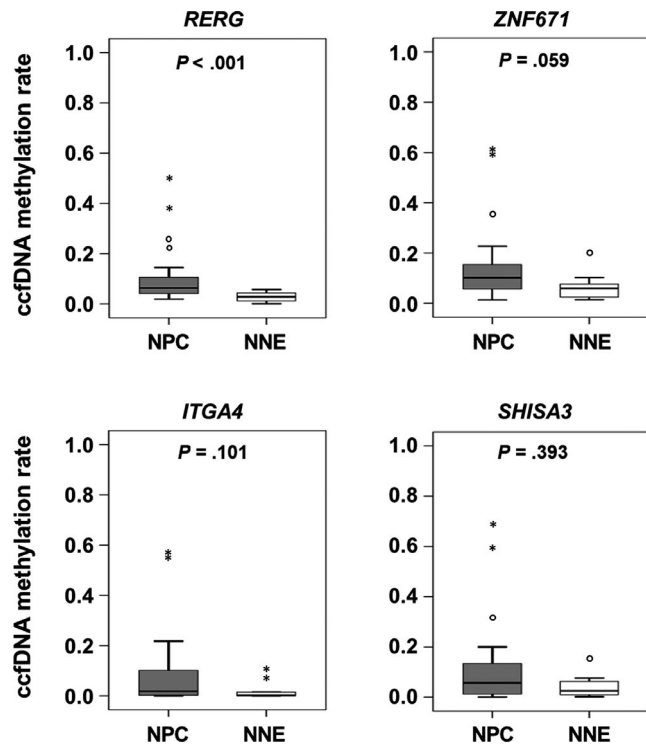 RERG
P < .001
ccfDNA methylation rate
1.0
0.8
0.6
0.4
0.2
0.0
NPC NNE
ZNF671
P = .059
1.0
0.8
0.6
0.4
0.2
0.0
NPC NNE
ITGA4
P = .101
ccfDNA methylation rate
1.0
0.8
0.6
0.4
0.2
0.0
NPC NNE
SHISA3
P = .393
1.0
0.8
0.6
0.4
0.2
0.0
NPC NNE